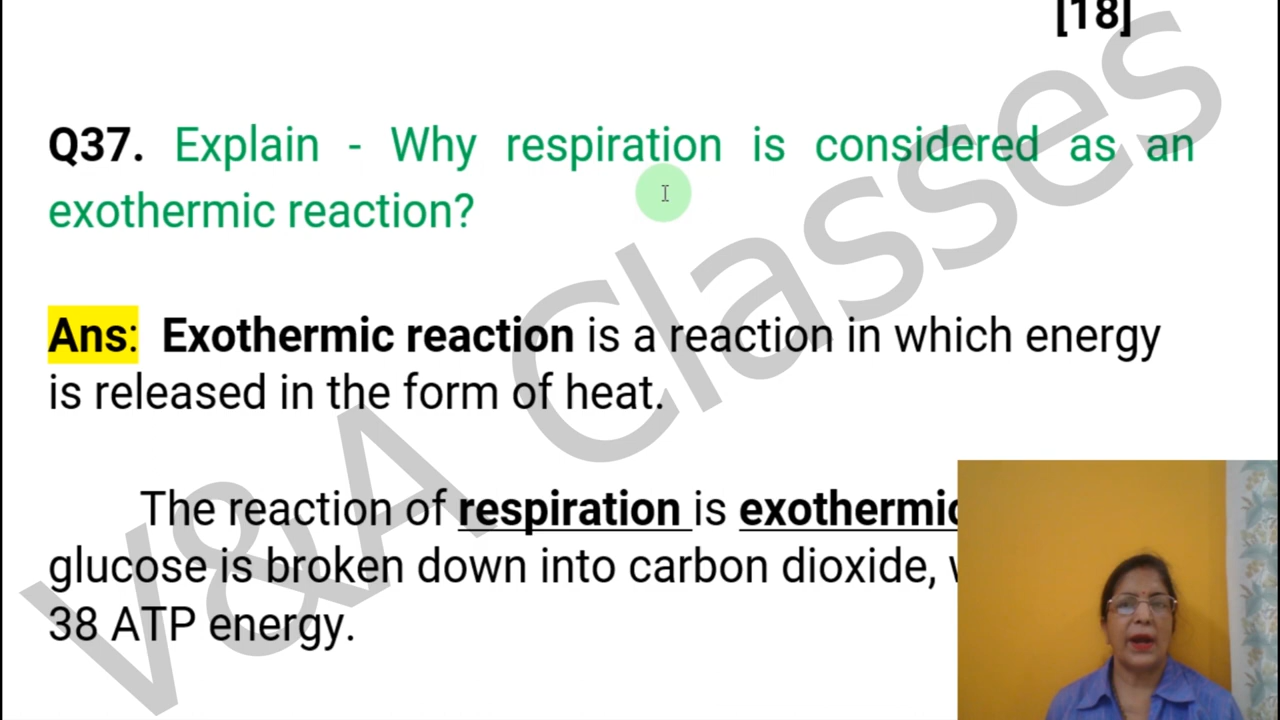 [18]
Q37. Explain - Why respiration is considered as an
exothermic reaction?
Ans: Exothermic reaction is a reaction in which energy
is released in the form of heat.
The reaction of respiration is exothermic
glucose is broken down into carbon dioxide,
38 ATP energy.
V&A Classes